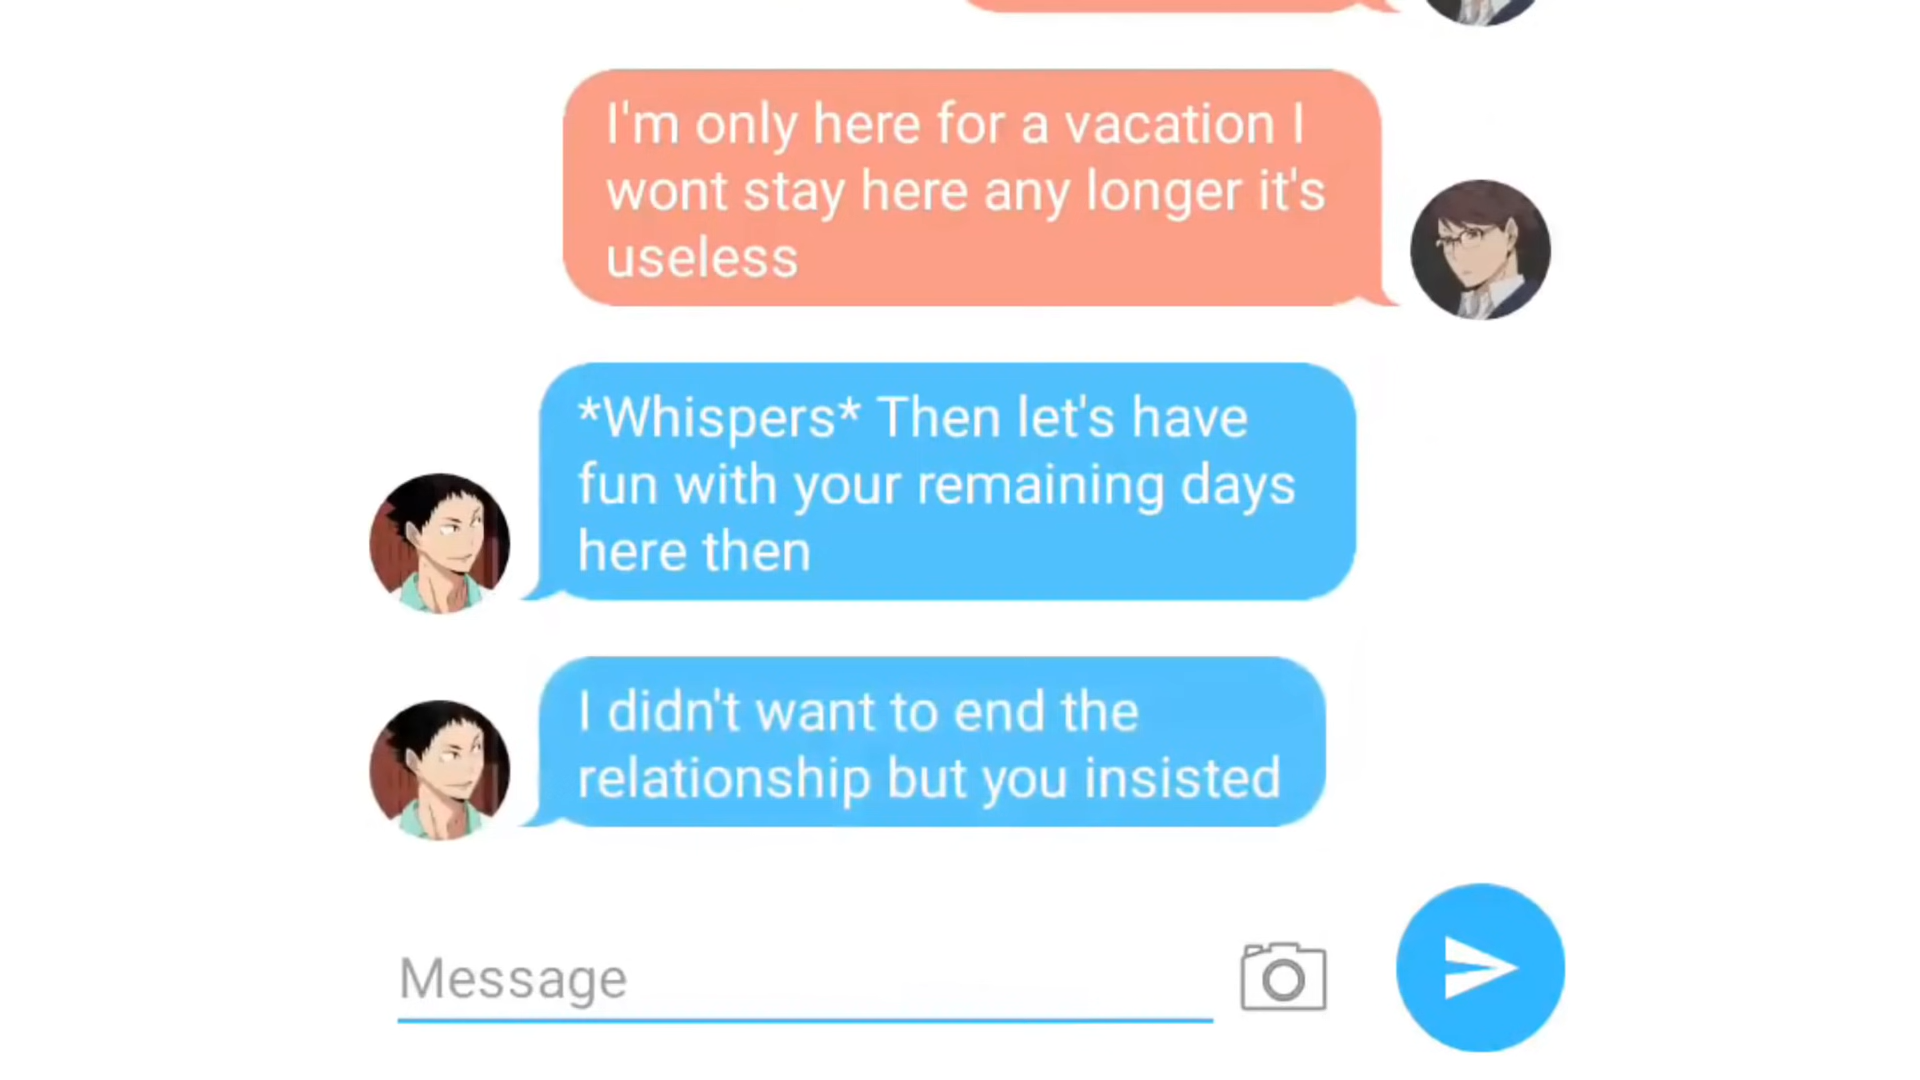 I'm only here for a vacation I
wont stay here any longer it's
useless
*Whispers* Then let's have
fun with your remaining days
here then
I didn't want to end the
relationship but you insisted
Message